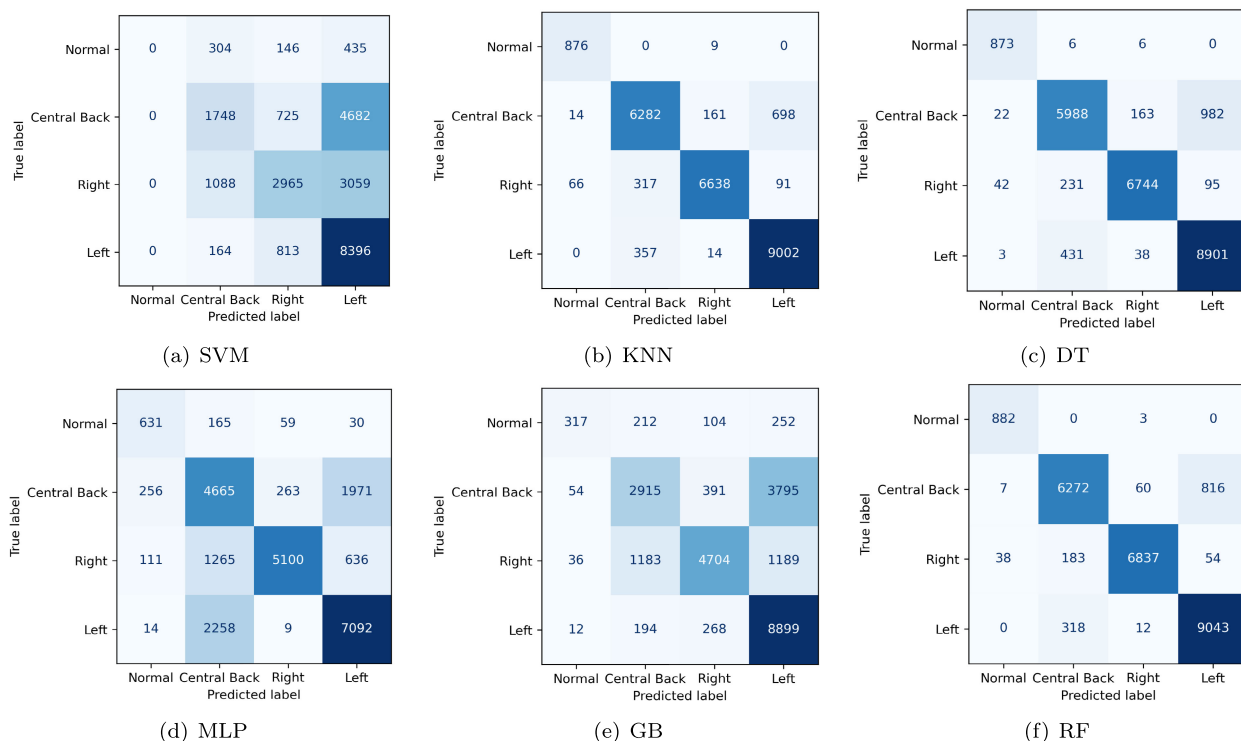 Normal 0 304 146 435
Central Back 0 1748 725 4682
Right 0 1088 2965 3059
Left 0 164 813 8396
True label
Normal Central Back Right Left
Predicted label
(a) SVM
Normal 876 0 9 0
Central Back 14 6282 161 698
Right 66 317 6638 91
Left 0 357 14 9002
True label
Normal Central Back Right Left
Predicted label
(b) KNN
Normal 873 6 6 0
Central Back 22 5988 163 982
Right 42 231 6744 95
Left 3 431 38 8901
True label
Normal Central Back Right Left
Predicted label
(c) DT
Normal 631 165 59 30
Central Back 256 4665 263 1971
Right 111 1265 5100 636
Left 14 2258 9 7092
True label
Normal Central Back Right Left
Predicted label
(d) MLP
Normal 317 212 104 252
Central Back 54 2915 391 3795
Right 36 1183 4704 1189
Left 12 194 268 8899
True label
Normal Central Back Right Left
Predicted label
(e) GB
Normal 882 0 3 0
Central Back 7 6272 60 816
Right 38 183 6837 54
Left 0 318 12 9043
True label
Normal Central Back Right Left
Predicted label
(f) RF